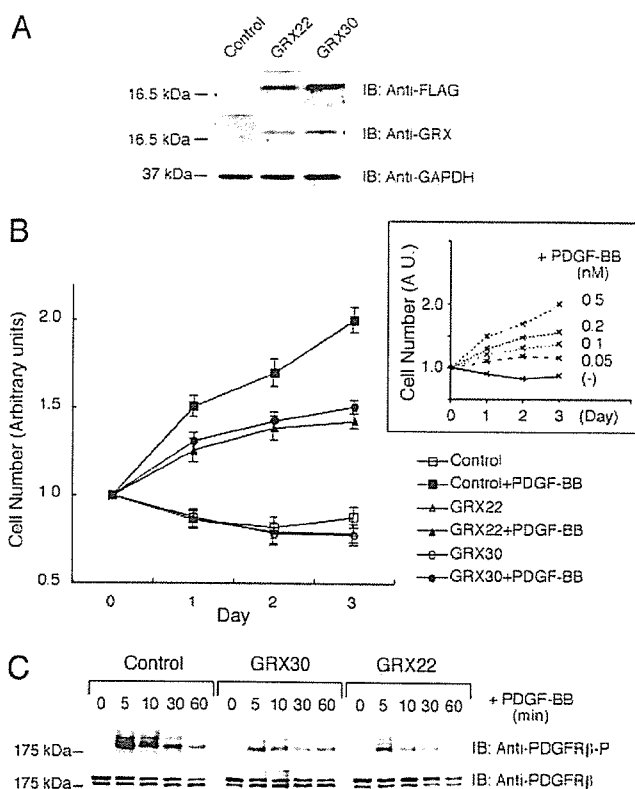 A
Control GRX22 GRX30
16.5 kDa— IB: Anti-FLAG
16.5 kDa— IB: Anti-GRX
37 kDa— IB: Anti-GAPDH
B
Cell Number (Arbitrary units)
2.0
1.5
1.0
0.5
0 1 2 3
Day
Cell Number (A U.)
2.0
1.0
0 1 2 3 (Day)
+ PDGF-BB
(nM)
0 5
0.2
0 1
0.05
(-)
Control
Control+PDGF-BB
GRX22
GRX22+PDGF-BB
GRX30
GRX30+PDGF-BB
C
Control GRX30 GRX22
0 5 10 30 60 0 5 10 30 60 0 5 10 30 60 + PDGF-BB
(min)
175 kDa— IB: Anti-PDGFRβ-P
175 kDa— IB: Anti-PDGFRβ